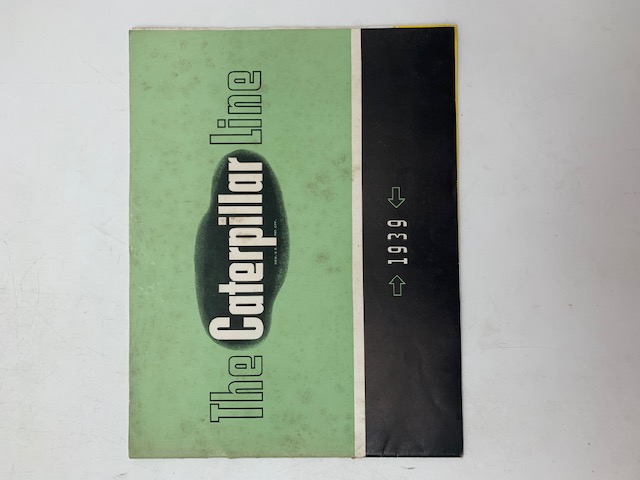 The Caterpillar Line
1939